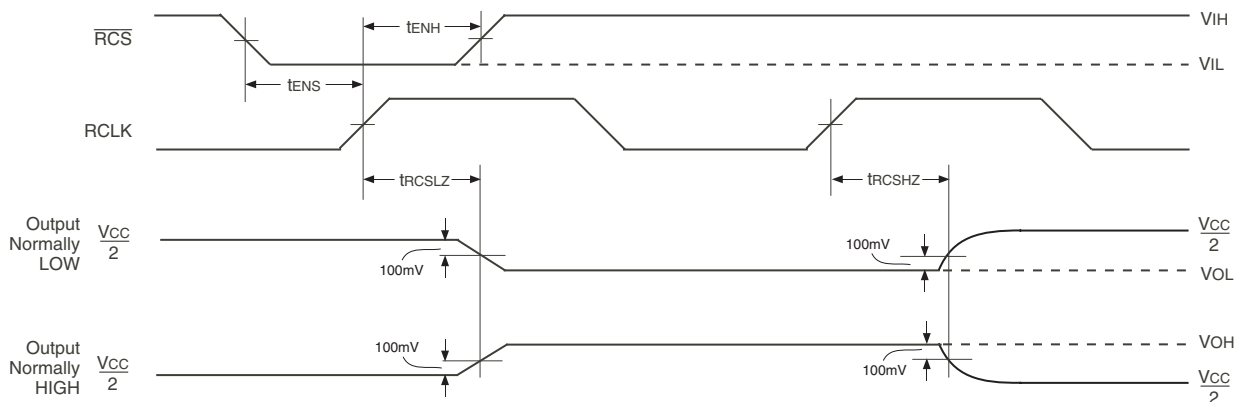 RCS
tENH
VIH
VIL
tENS
RCLK
tRCSLZ
tRCSHZ
Output
Normally
LOW
VCC
2
100mV
100mV
VCC
2
VOL
Output
Normally
HIGH
VCC
2
100mV
100mV
VOH
VCC
2